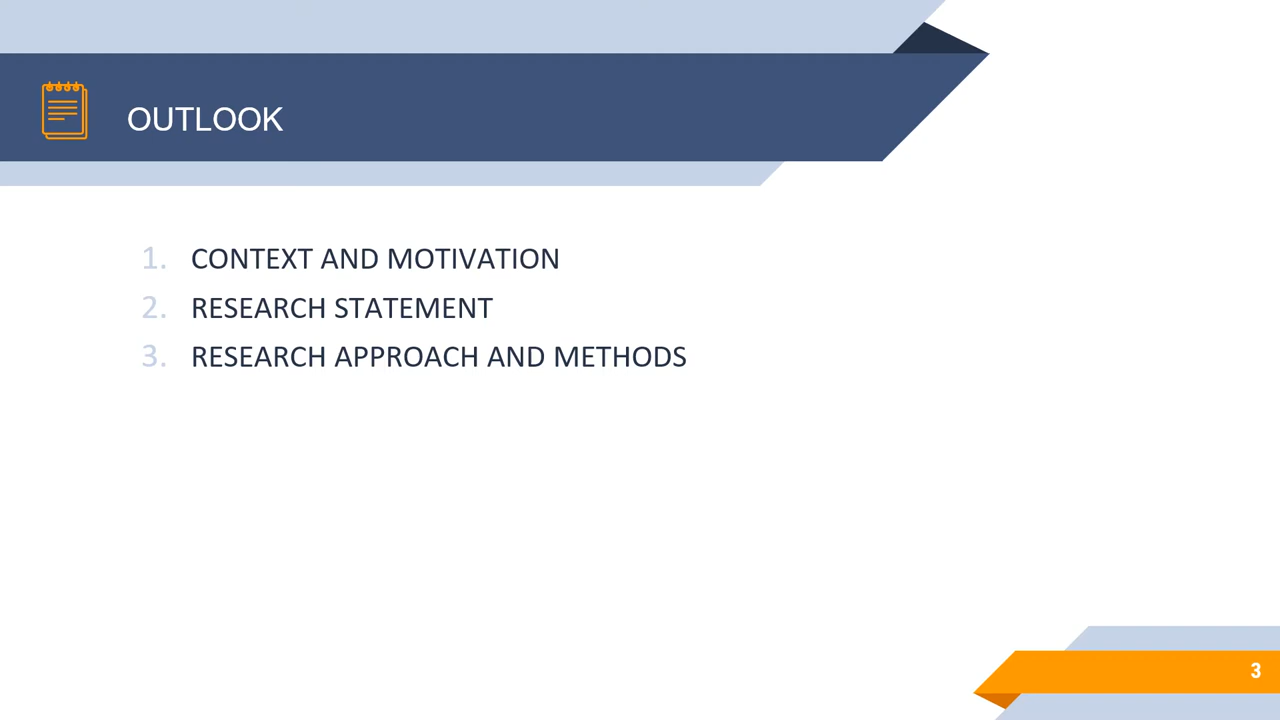 OUTLOOK
1. CONTEXT AND MOTIVATION
2. RESEARCH STATEMENT
3. RESEARCH APPROACH AND METHODS
3